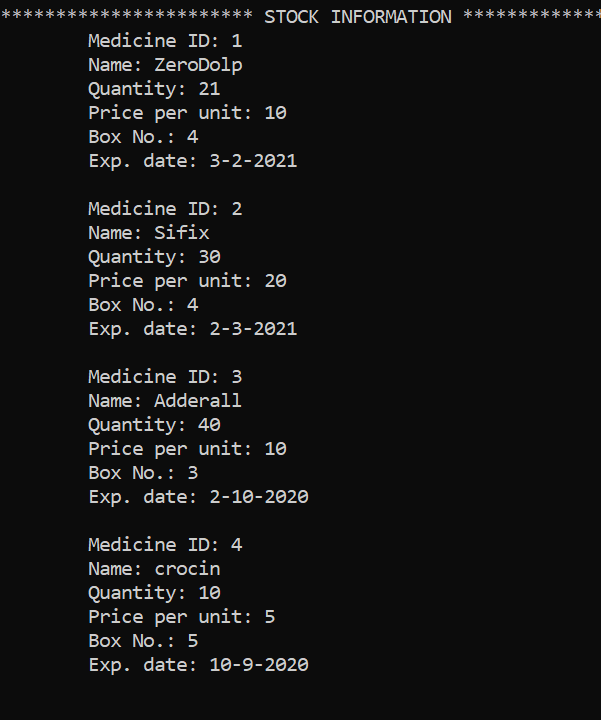 *********************** STOCK INFORMATION *************
Medicine ID: 1
Name: ZeroDolp
Quantity: 21
Price per unit: 10
Box No.: 4
Exp. date: 3-2-2021
Medicine ID: 2
Name: Sifix
Quantity: 30
Price per unit: 20
Box No.: 4
Exp. date: 2-3-2021
Medicine ID: 3
Name: Adderall
Quantity: 40
Price per unit: 10
Box No.: 3
Exp. date: 2-10-2020
Medicine ID: 4
Name: crocin
Quantity: 10
Price per unit: 5
Box No.: 5
Exp. date: 10-9-2020